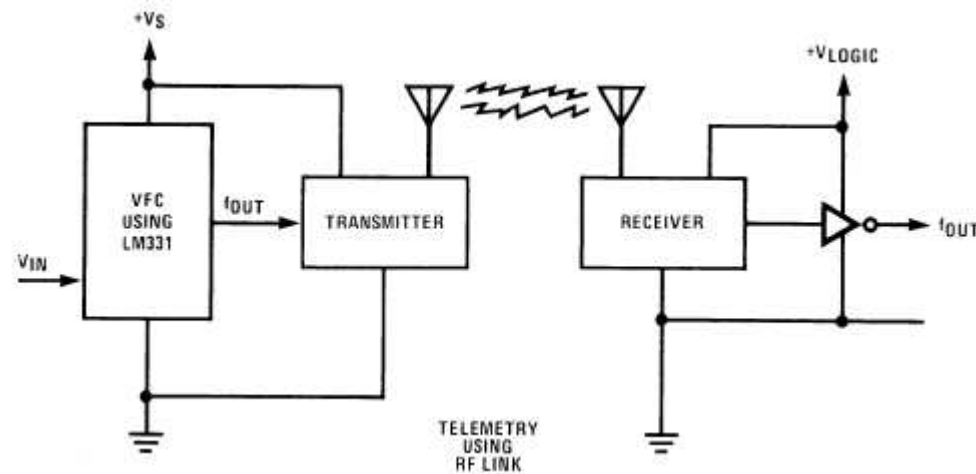 +VS
+VLOGIC
VFC
USING
LM331
fOUT
TRANSMITTER
RECEIVER
fOUT
VIN
TELEMETRY
USING
RF LINK